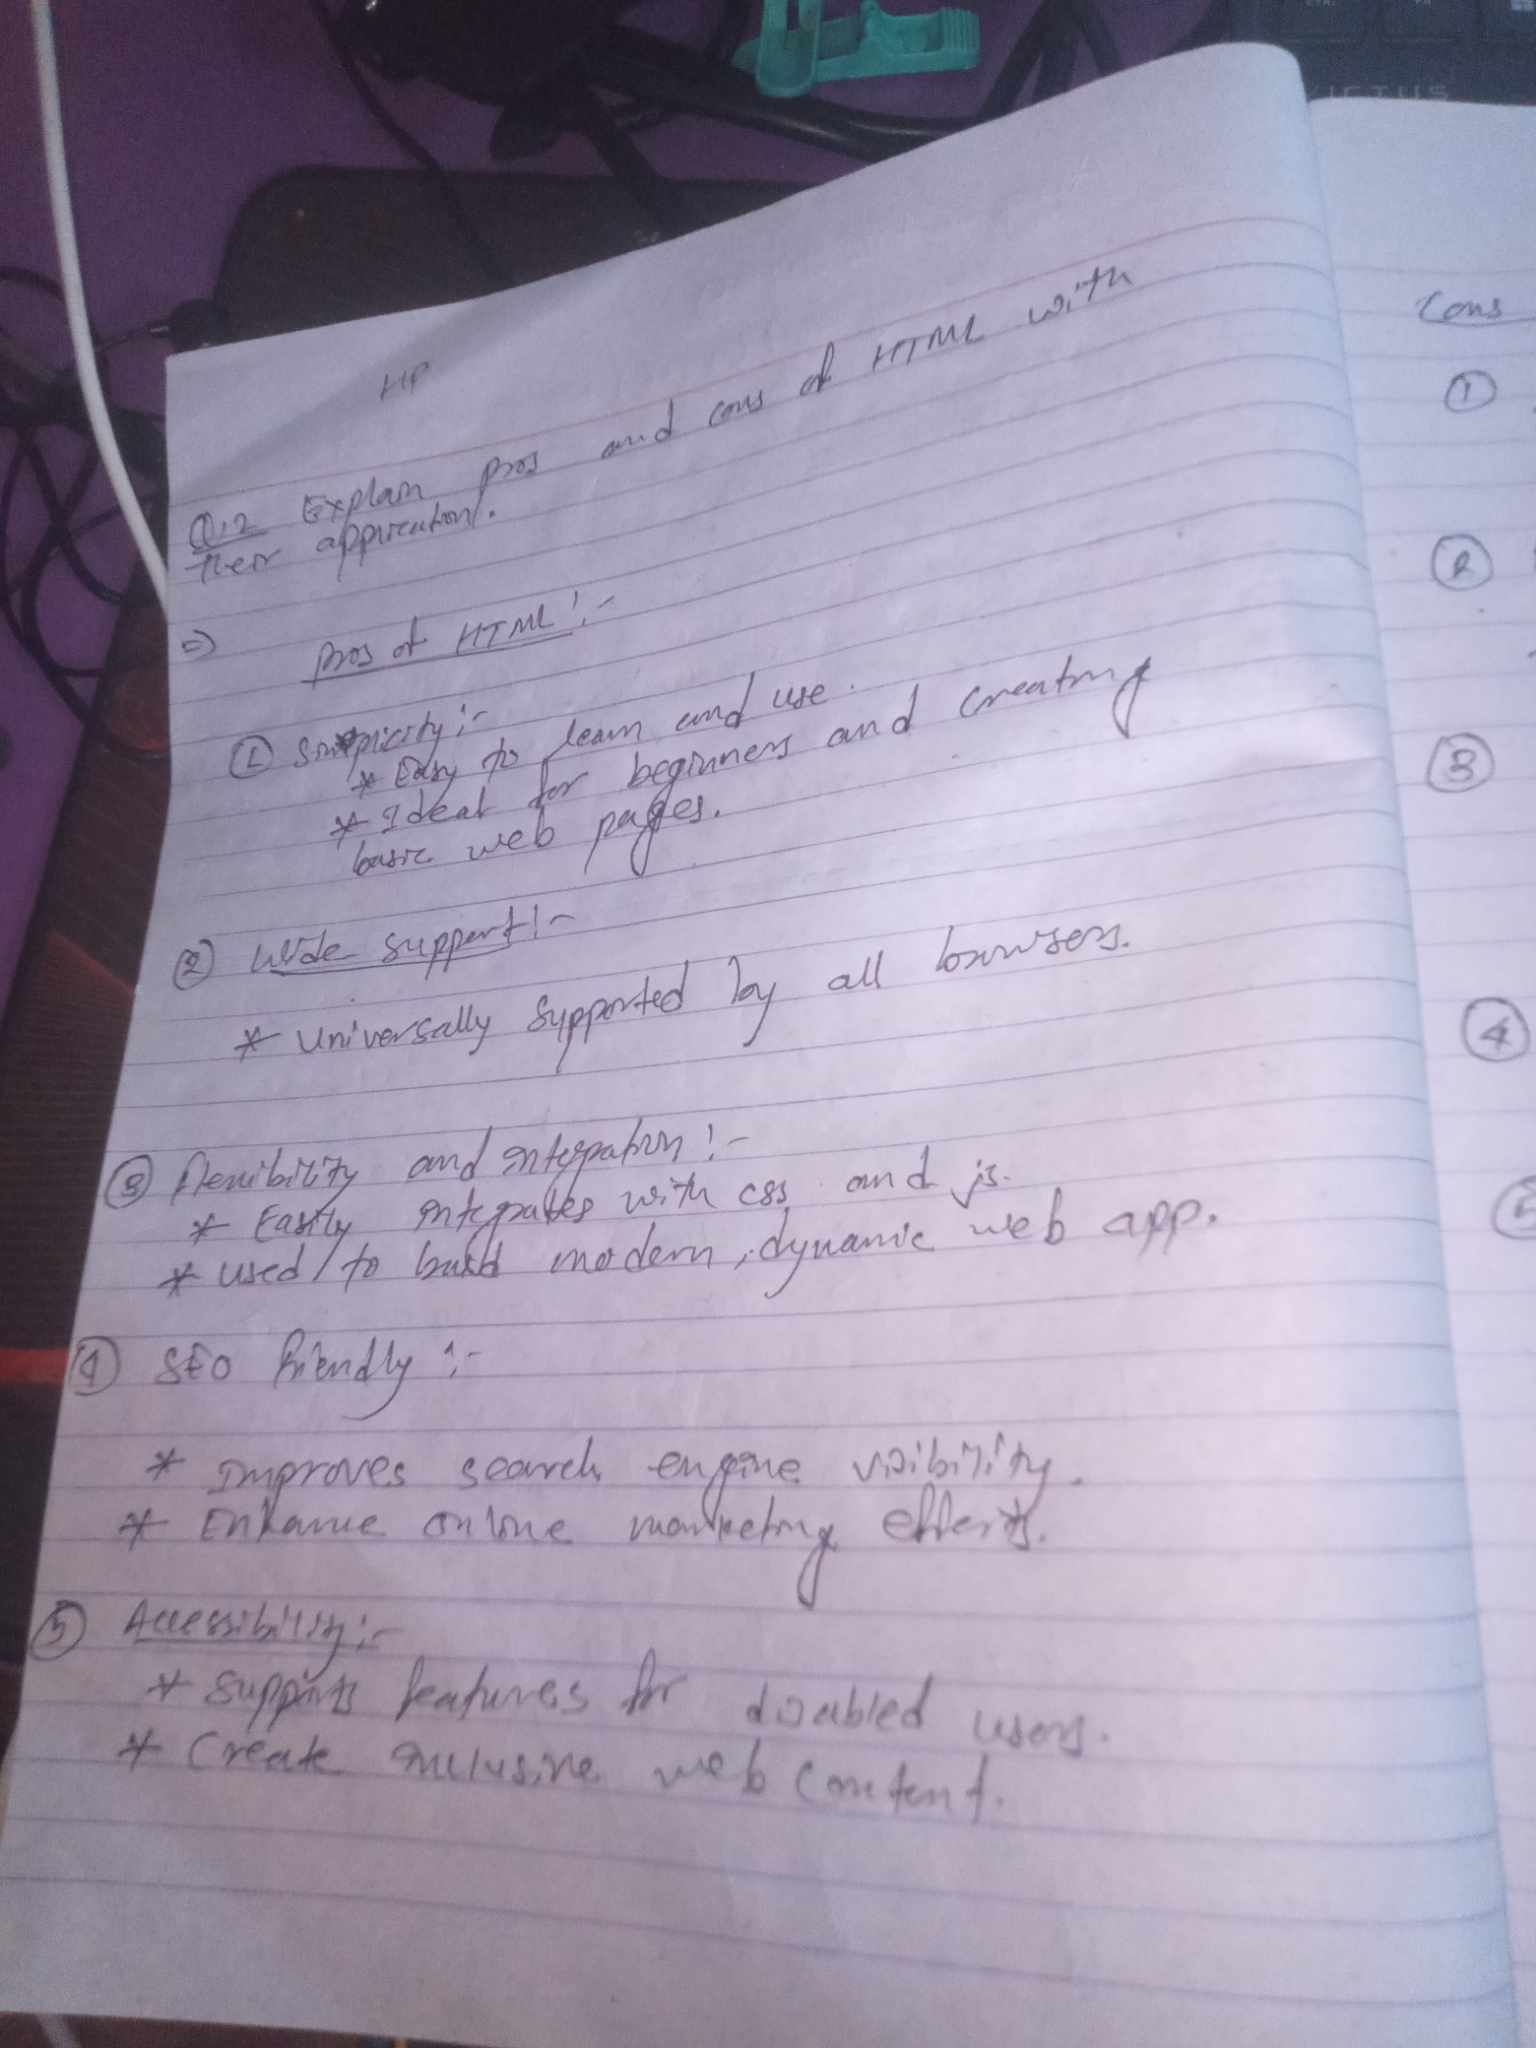 HP
Q.2 Explain pros and cons of HTML with
their application.
Pros of HTML :-
① Simplicity :-
* Easy to learn and use.
* Ideal for beginners and creating
basic web pages.
② Wide support :-
* Universally supported by all browsers.
③ flexibility and integration :-
* Easily integrates with css and js.
* used to build modern, dynamic web app.
④ SEO friendly :-
* Improves search engine visibility.
* Enhance online marketing efforts.
⑤ Accessibility :-
* Supports features for disabled users.
* Create inclusive web content.
Cons
①
②
③
④
5
VICTUS